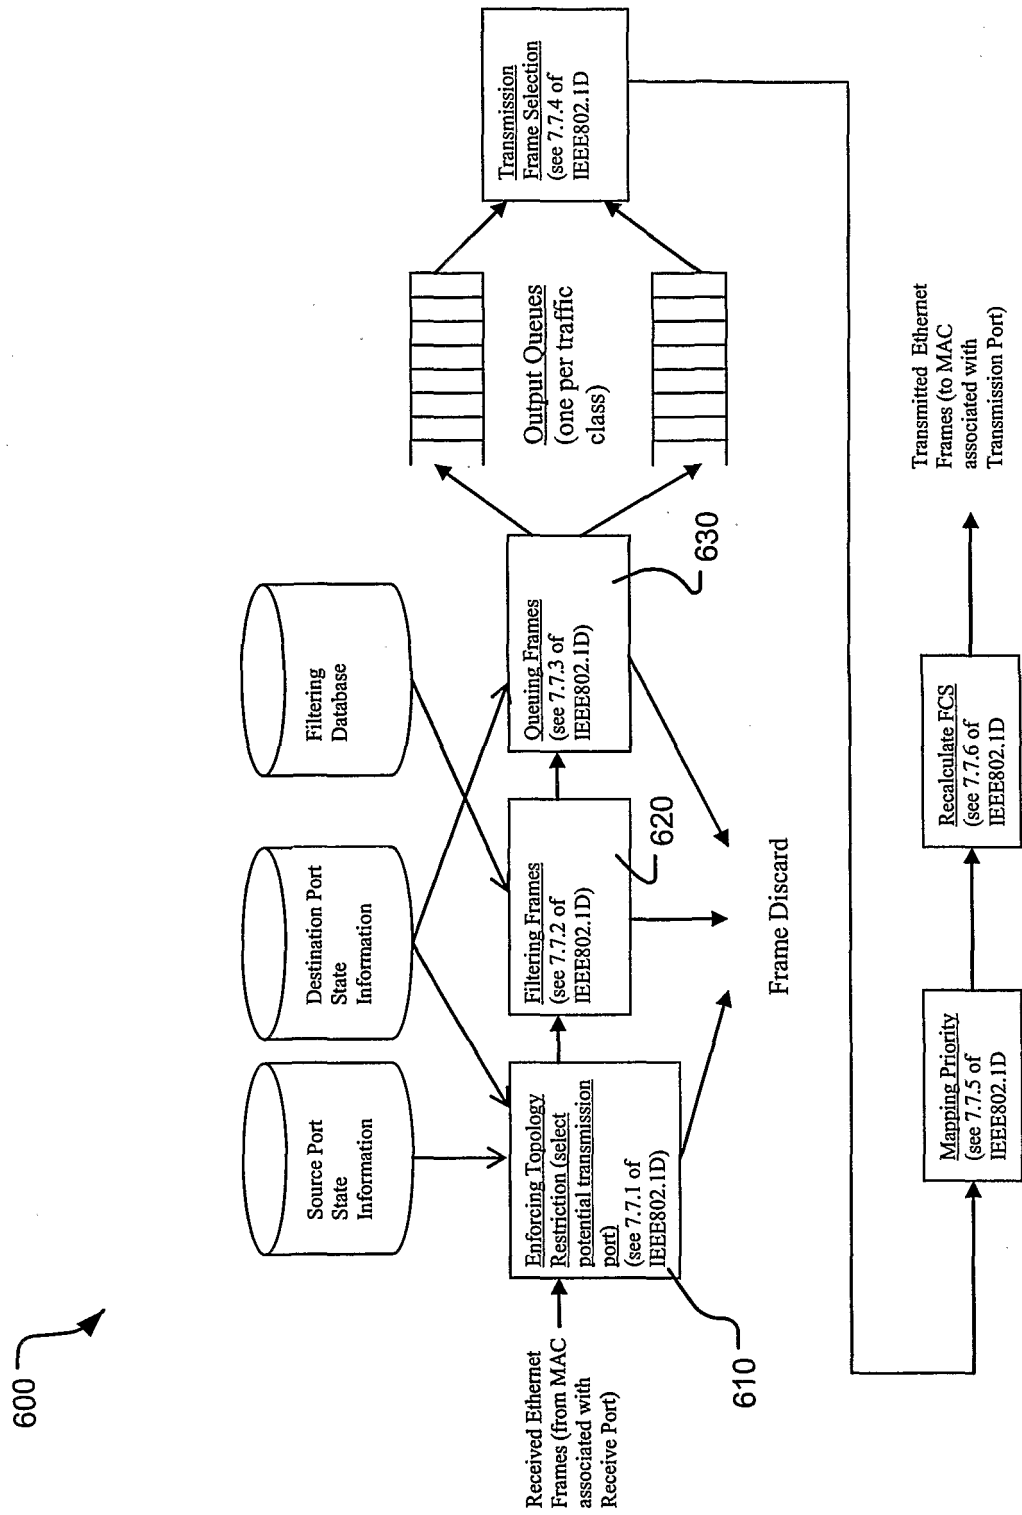 600
Source Port
State
Information
Destination Port
State
Information
Filtering
Database
Received Ethernet
Frames (from MAC
associated with
Receive Port)
Enforcing Topology
Restriction (select
potential transmission
port)
(see 7.7.1 of
IEEE802.1D)
610
Filtering Frames
(see 7.7.2 of
IEEE802.1D)
620
Queuing Frames
(see 7.7.3 of
IEEE802.1D)
630
Frame Discard
Output Queues
(one per traffic
class)
Transmission
Frame Selection
(see 7.7.4 of
IEEE802.1D
Mapping Priority
(see 7.7.5 of
IEEE802.1D
Recalculate FCS
(see 7.7.6 of
IEEE802.1D
Transmitted Ethernet
Frames (to MAC
associated with
Transmission Port)